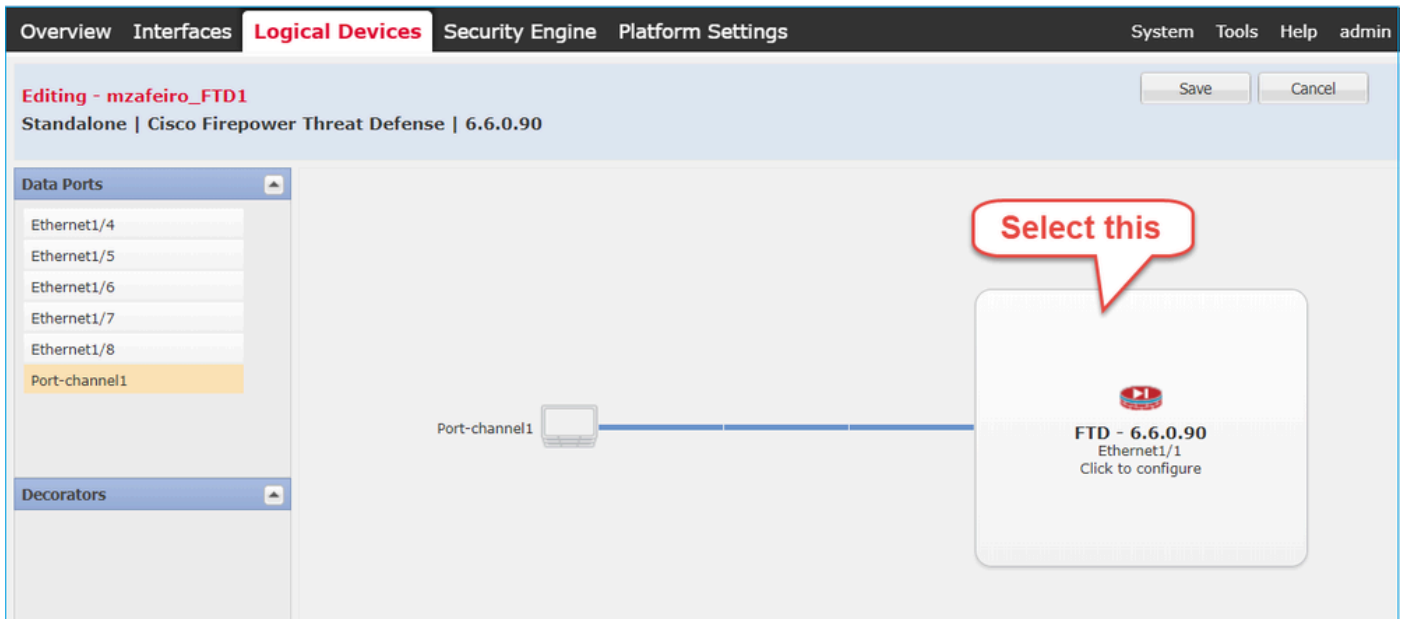 Overview Interfaces Logical Devices Security Engine Platform Settings System Tools Help admin
Editing - mzafeiro_FTD1
Save Cancel
Standalone | Cisco Firepower Threat Defense | 6.6.0.90
Data Ports
Ethernet1/4
Ethernet1/5
Ethernet1/6
Ethernet1/7
Ethernet1/8
Port-channel1
Decorators
Port-channel1
Select this
FTD - 6.6.0.90
Ethernet1/1
Click to configure